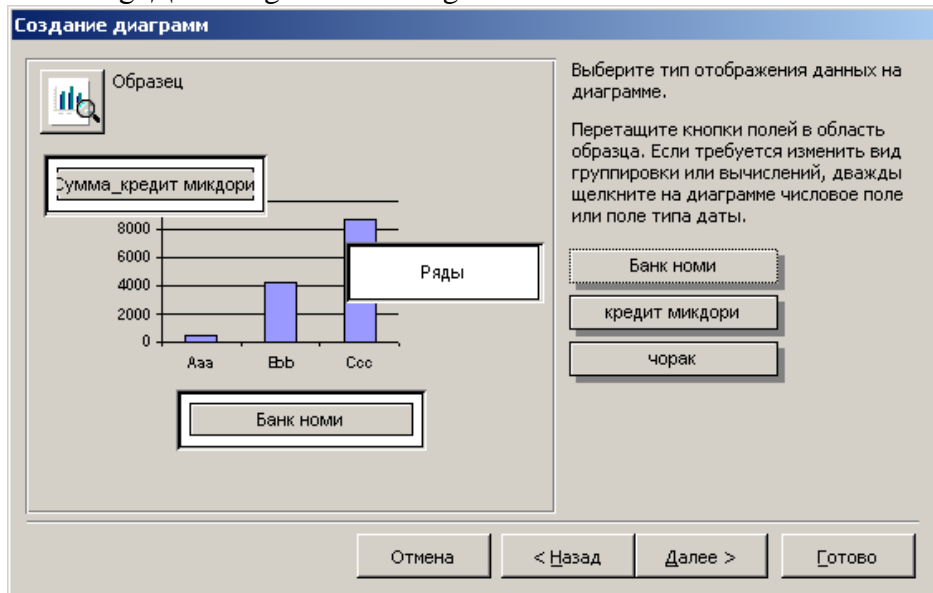 Создание диаграмм
Образец
Сумма_кредит микдори
8000
6000
4000
2000
0
Ряды
Aaa Bbb Ccc
Банк номи
Выберите тип отображения данных на
диаграмме.
Перетащите кнопки полей в область
образца. Если требуется изменить вид
группировки или вычислений, дважды
щелкните на диаграмме числовое поле
или поле типа даты.
Банк номи
кредит микдори
чорак
Отмена < Назад Далее > Готово